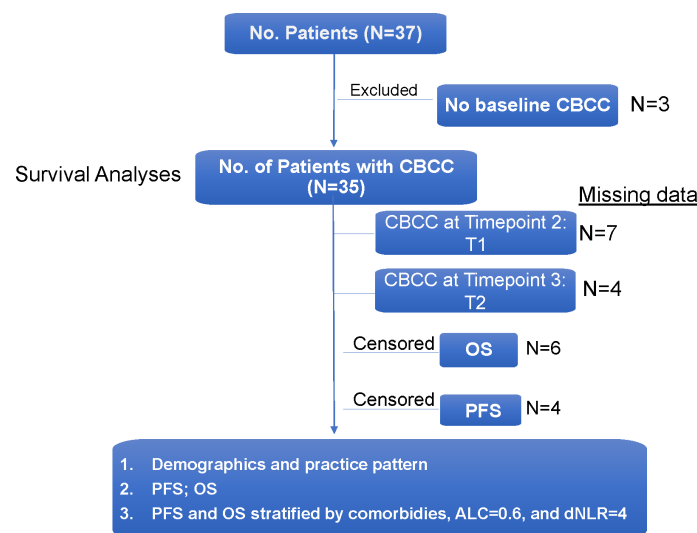 No. Patients (N=37)
Excluded
No baseline CBCC
N=3
Survival Analyses
No. of Patients with CBCC
(N=35)
Missing data
CBCC at Timepoint 2:
T1
N=7
CBCC at Timepoint 3:
T2
N=4
Censored
OS
N=6
Censored
PFS
N=4
1. Demographics and practice pattern
2. PFS; OS
3. PFS and OS stratified by comorbidies, ALC=0.6, and dNLR=4